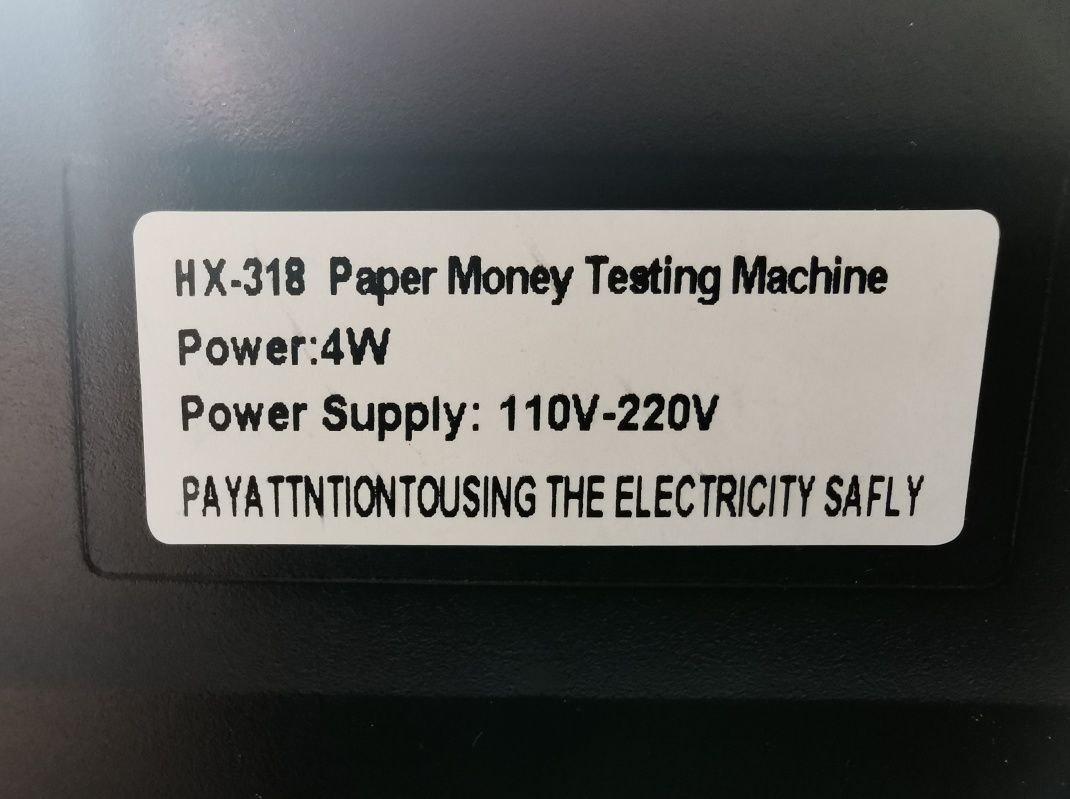 HX-318 Paper Money Testing Machine
Power:4W
Power Supply: 110V-220V
PAYATTNTIONTOUSING THE ELECTRICITY SAFLY